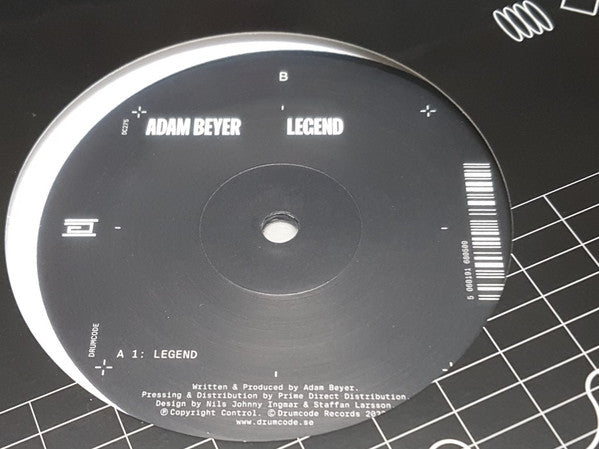 B
DC275
ADAM BEYER LEGEND
DRUMCODE
A 1: LEGEND
Written & Produced by Adam Beyer.
Pressing & Distribution by Prime Direct Distribution.
Design by Nils Johnny Ingmar & Staffan Larsson.
Ⓟ Copyright Control. © Drumcode Records
www.drumcode.se